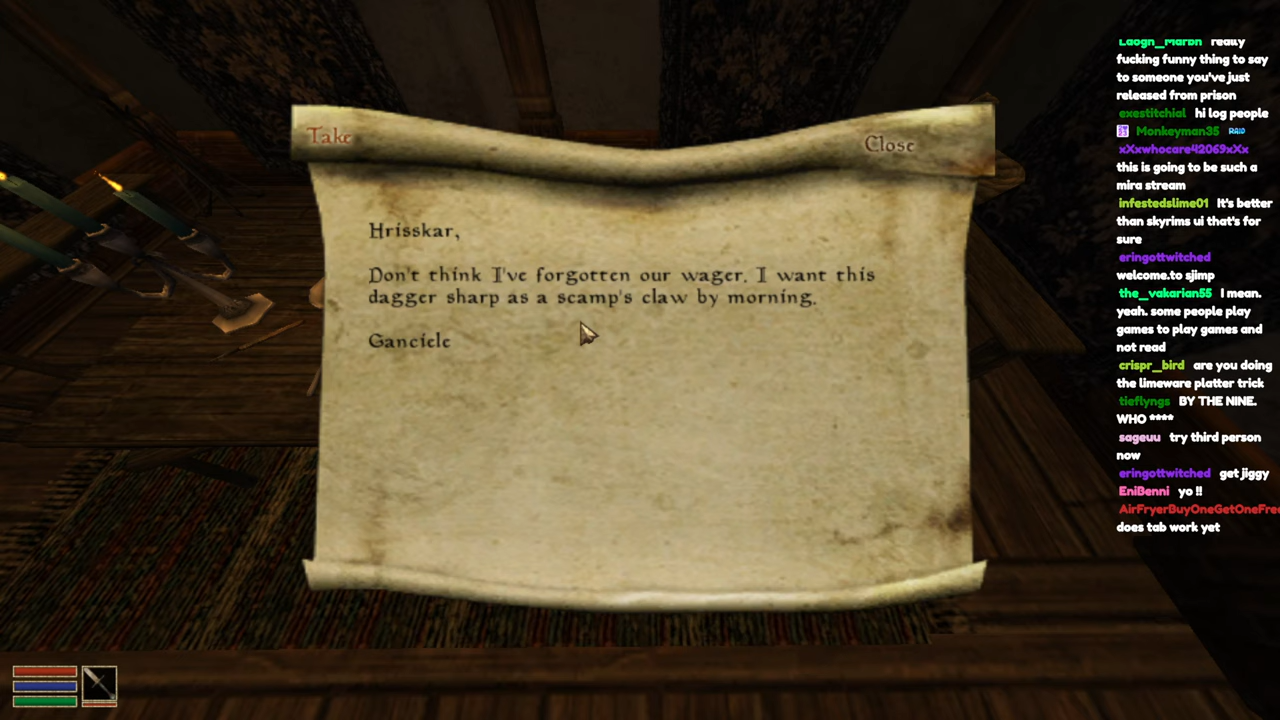 Take
Close
Hrisskar,
Don't think I've forgotten our wager. I want this
dagger sharp as a scamp's claw by morning.
Ganciele
Laogn_Marbh really
fucking funny thing to say
to someone you've just
released from prison
exestitchial hi log people
Monkeyman35 RAID
xXxwhocare42069xXx
this is going to be such a
mira stream
infestedslime01 It's better
than skyrims ui that's for
sure
eringottwitched
welcome.to sjimp
the_vakarian55 I mean.
yeah. some people play
games to play games and
not read
crispr_bird are you doing
the limeware platter trick
tieflyngs BY THE NINE.
WHO ****
sageuu try third person
now
eringottwitched get jiggy
EniBenni yo !!
AirFryerBuyOneGetOneFree
does tab work yet